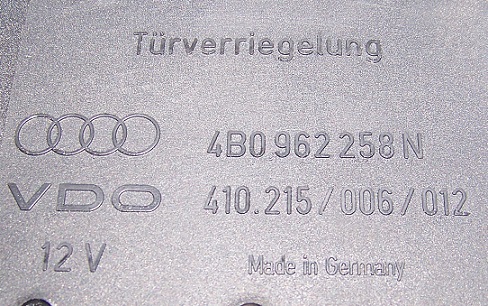 Türverriegelung
4B0 962 258 N
VDO 410.215/006/012
12 V Made in Germany